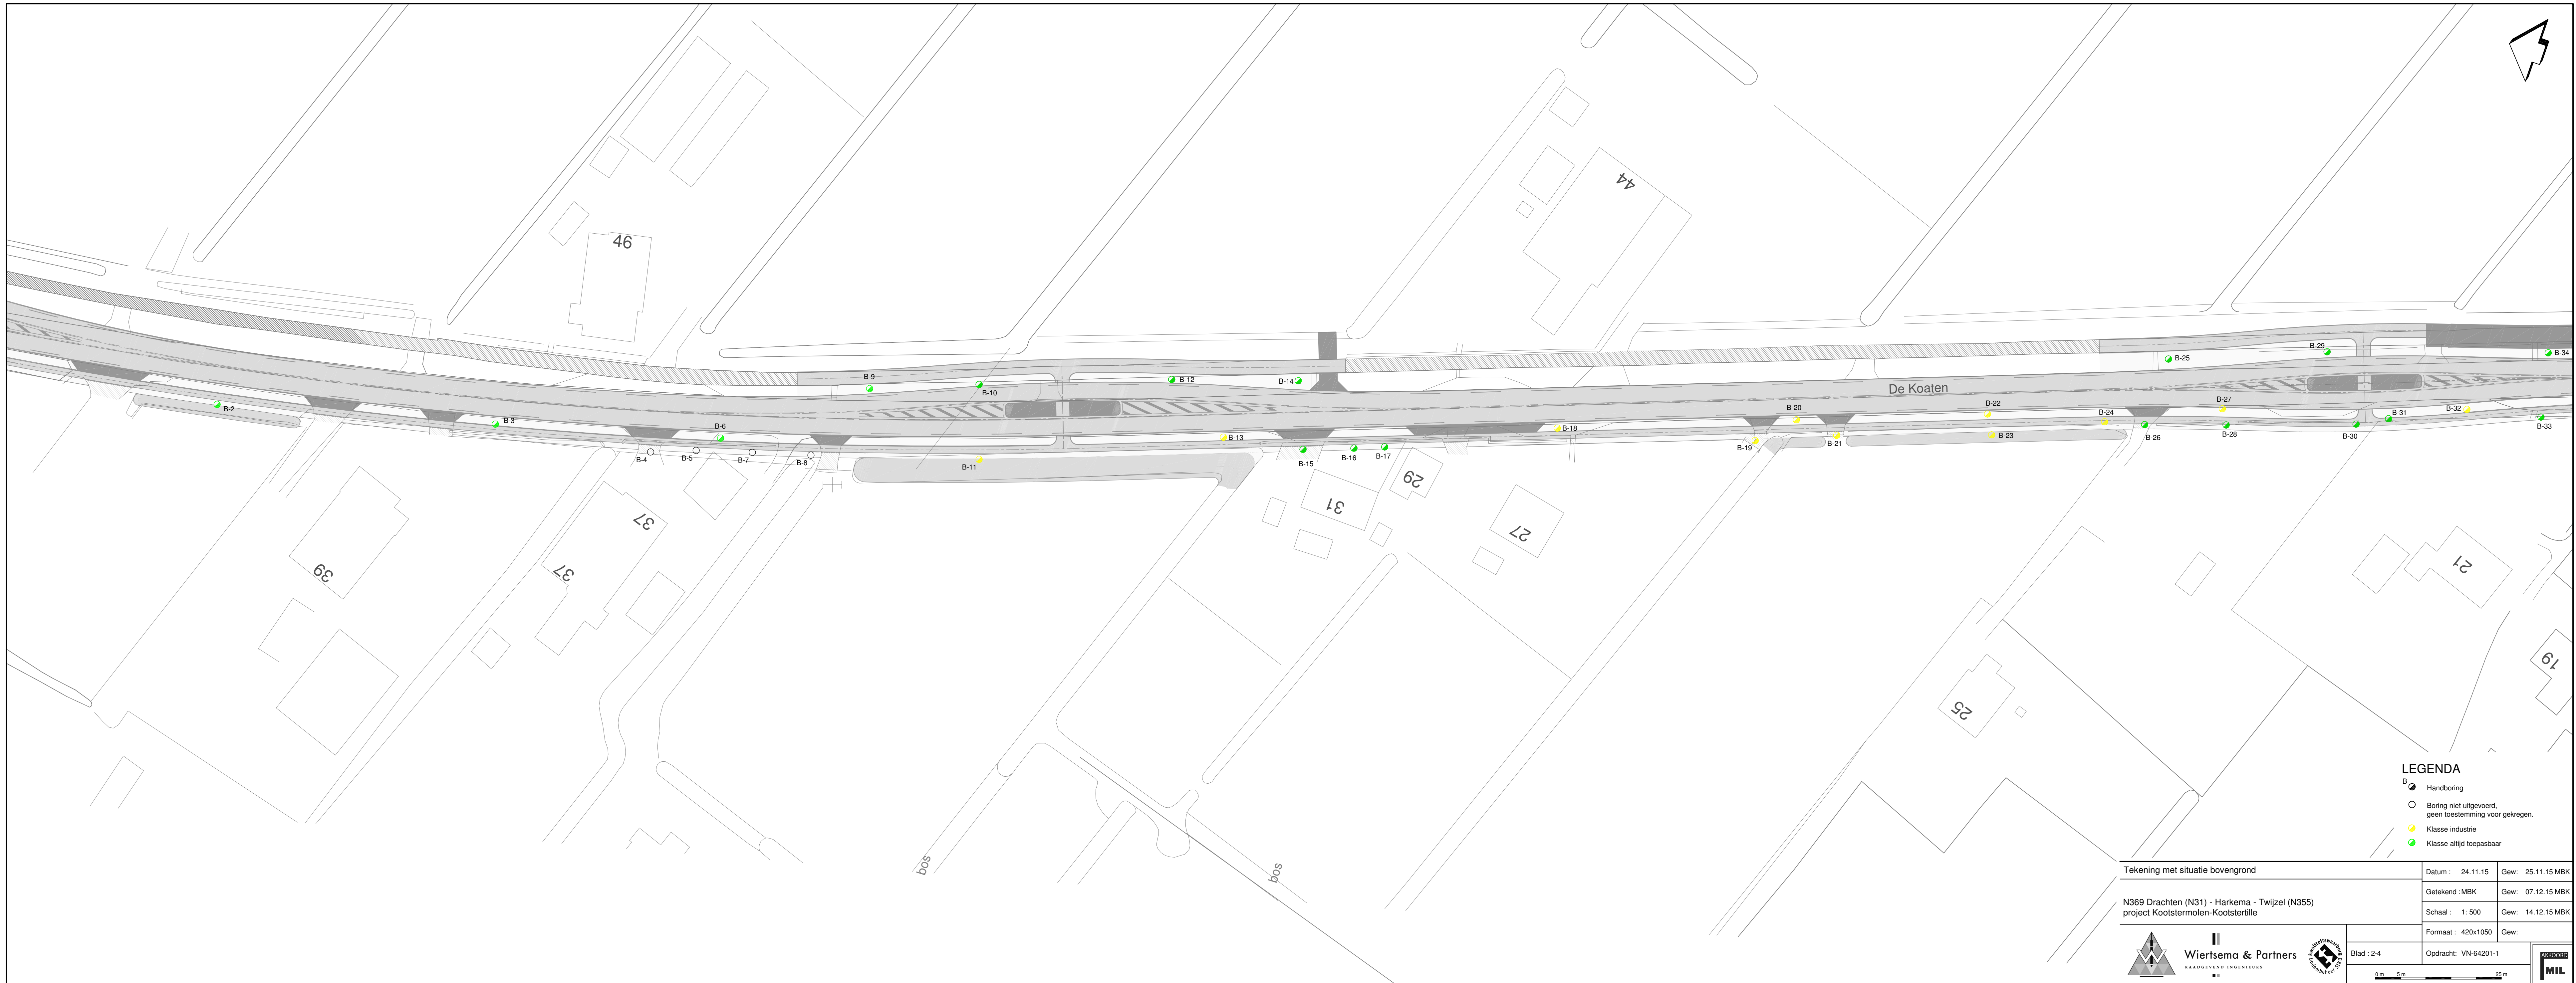 44
46
B-9
B-10
B-12
B-14
De Koaten
B-25
B-29
B-34
B-2
B-3
B-4
B-5
B-6
B-7
B-8
B-11
B-13
B-15
B-16
B-17
B-18
B-19
B-20
B-21
B-22
B-23
B-24
B-26
B-27
B-28
B-30
B-31
B-32
B-33
39
37
37
31
29
27
25
21
19
bos
bos
LEGENDA
B
Handboring
Boring niet uitgevoerd,
geen toestemming voor gekregen.
Klasse industrie
Klasse altijd toepasbaar
Tekening met situatie bovengrond
Datum : 24.11.15 Gew: 25.11.15 MBK
Getekend :MBK Gew: 07.12.15 MBK
N369 Drachten (N31) - Harkema - Twijzel (N355)
project Kootstermolen-Kootstertille
Schaal : 1: 500 Gew: 14.12.15 MBK
Formaat : 420x1050 Gew:
Wiertsema & Partners
RAADGEVEND INGENIEURS
Blad : 2-4 Opdracht: VN-64201-1
0 m 5 m 25 m
AKKOORD
MIL